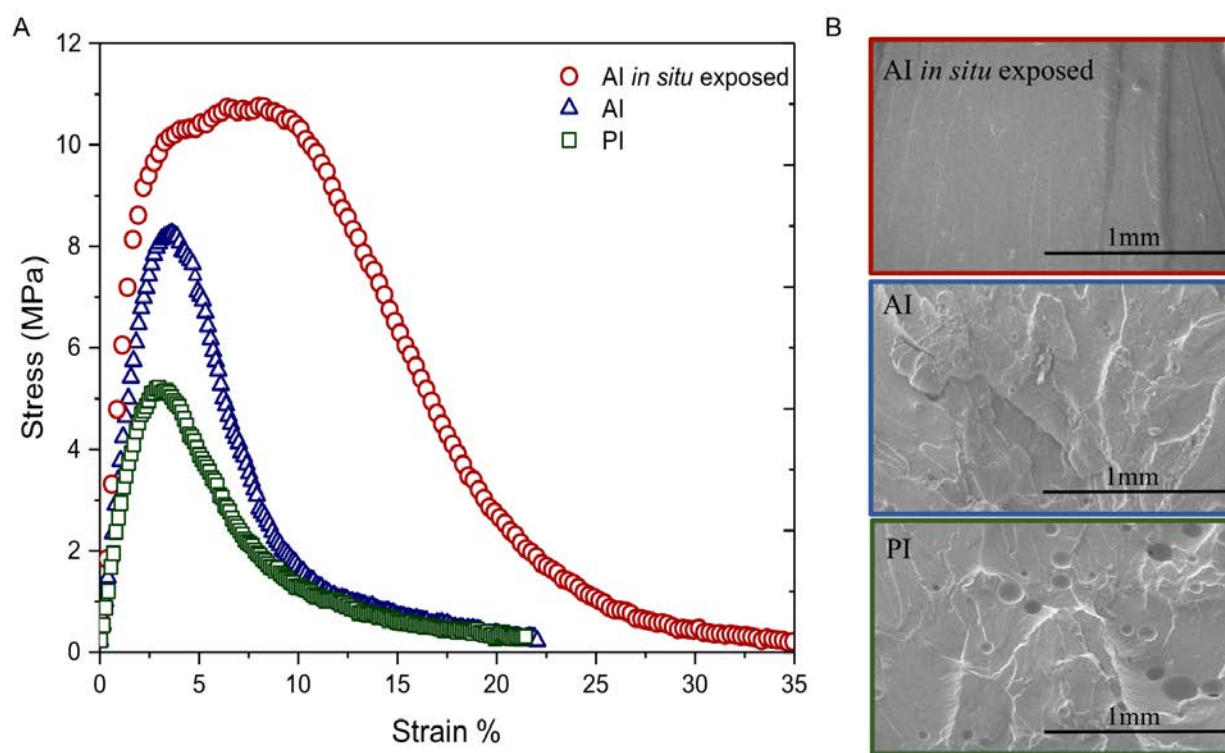 A
12
10
8
6
4
2
0
Stress (MPa)
0 5 10 15 20 25 30 35
Strain %
AI in situ exposed
AI
PI
B
AI in situ exposed
1mm
AI
1mm
PI
1mm